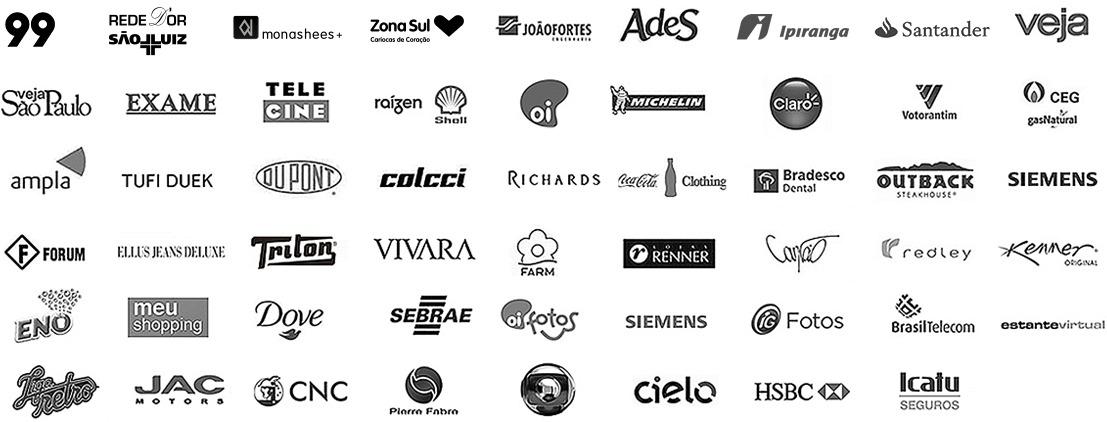 99
REDE D'OR
SÃO LUIZ
monashees+
Zona Sul
Cariocas de Coração
JOÃOFORTES
ENGENHARIA
AdeS
Ipiranga
Santander
veja
veja
São Paulo
EXAME
TELE
CINE
raízen
Shell
oi
MICHELIN
Claro
Votorantim
CEG
gasNatural
ampla
TUFI DUEK
DUPONT
colcci
RICHARDS
Coca-Cola Clothing
Bradesco
Dental
OUTBACK
STEAKHOUSE®
SIEMENS
F FORUM
ELLUS JEANS DELUXE
Triton
VIVARA
FARM
r LOJAS
RENNER
redley
Kenner
ORIGINAL
ENO
meu
shopping
Dove
SEBRAE
oi fotos
SIEMENS
iG Fotos
BrasilTelecom
estantevirtual
Liga
retrô
JAC
MOTORS
CNC
Pierre Fabre
cielo
HSBC
Icatu
SEGUROS